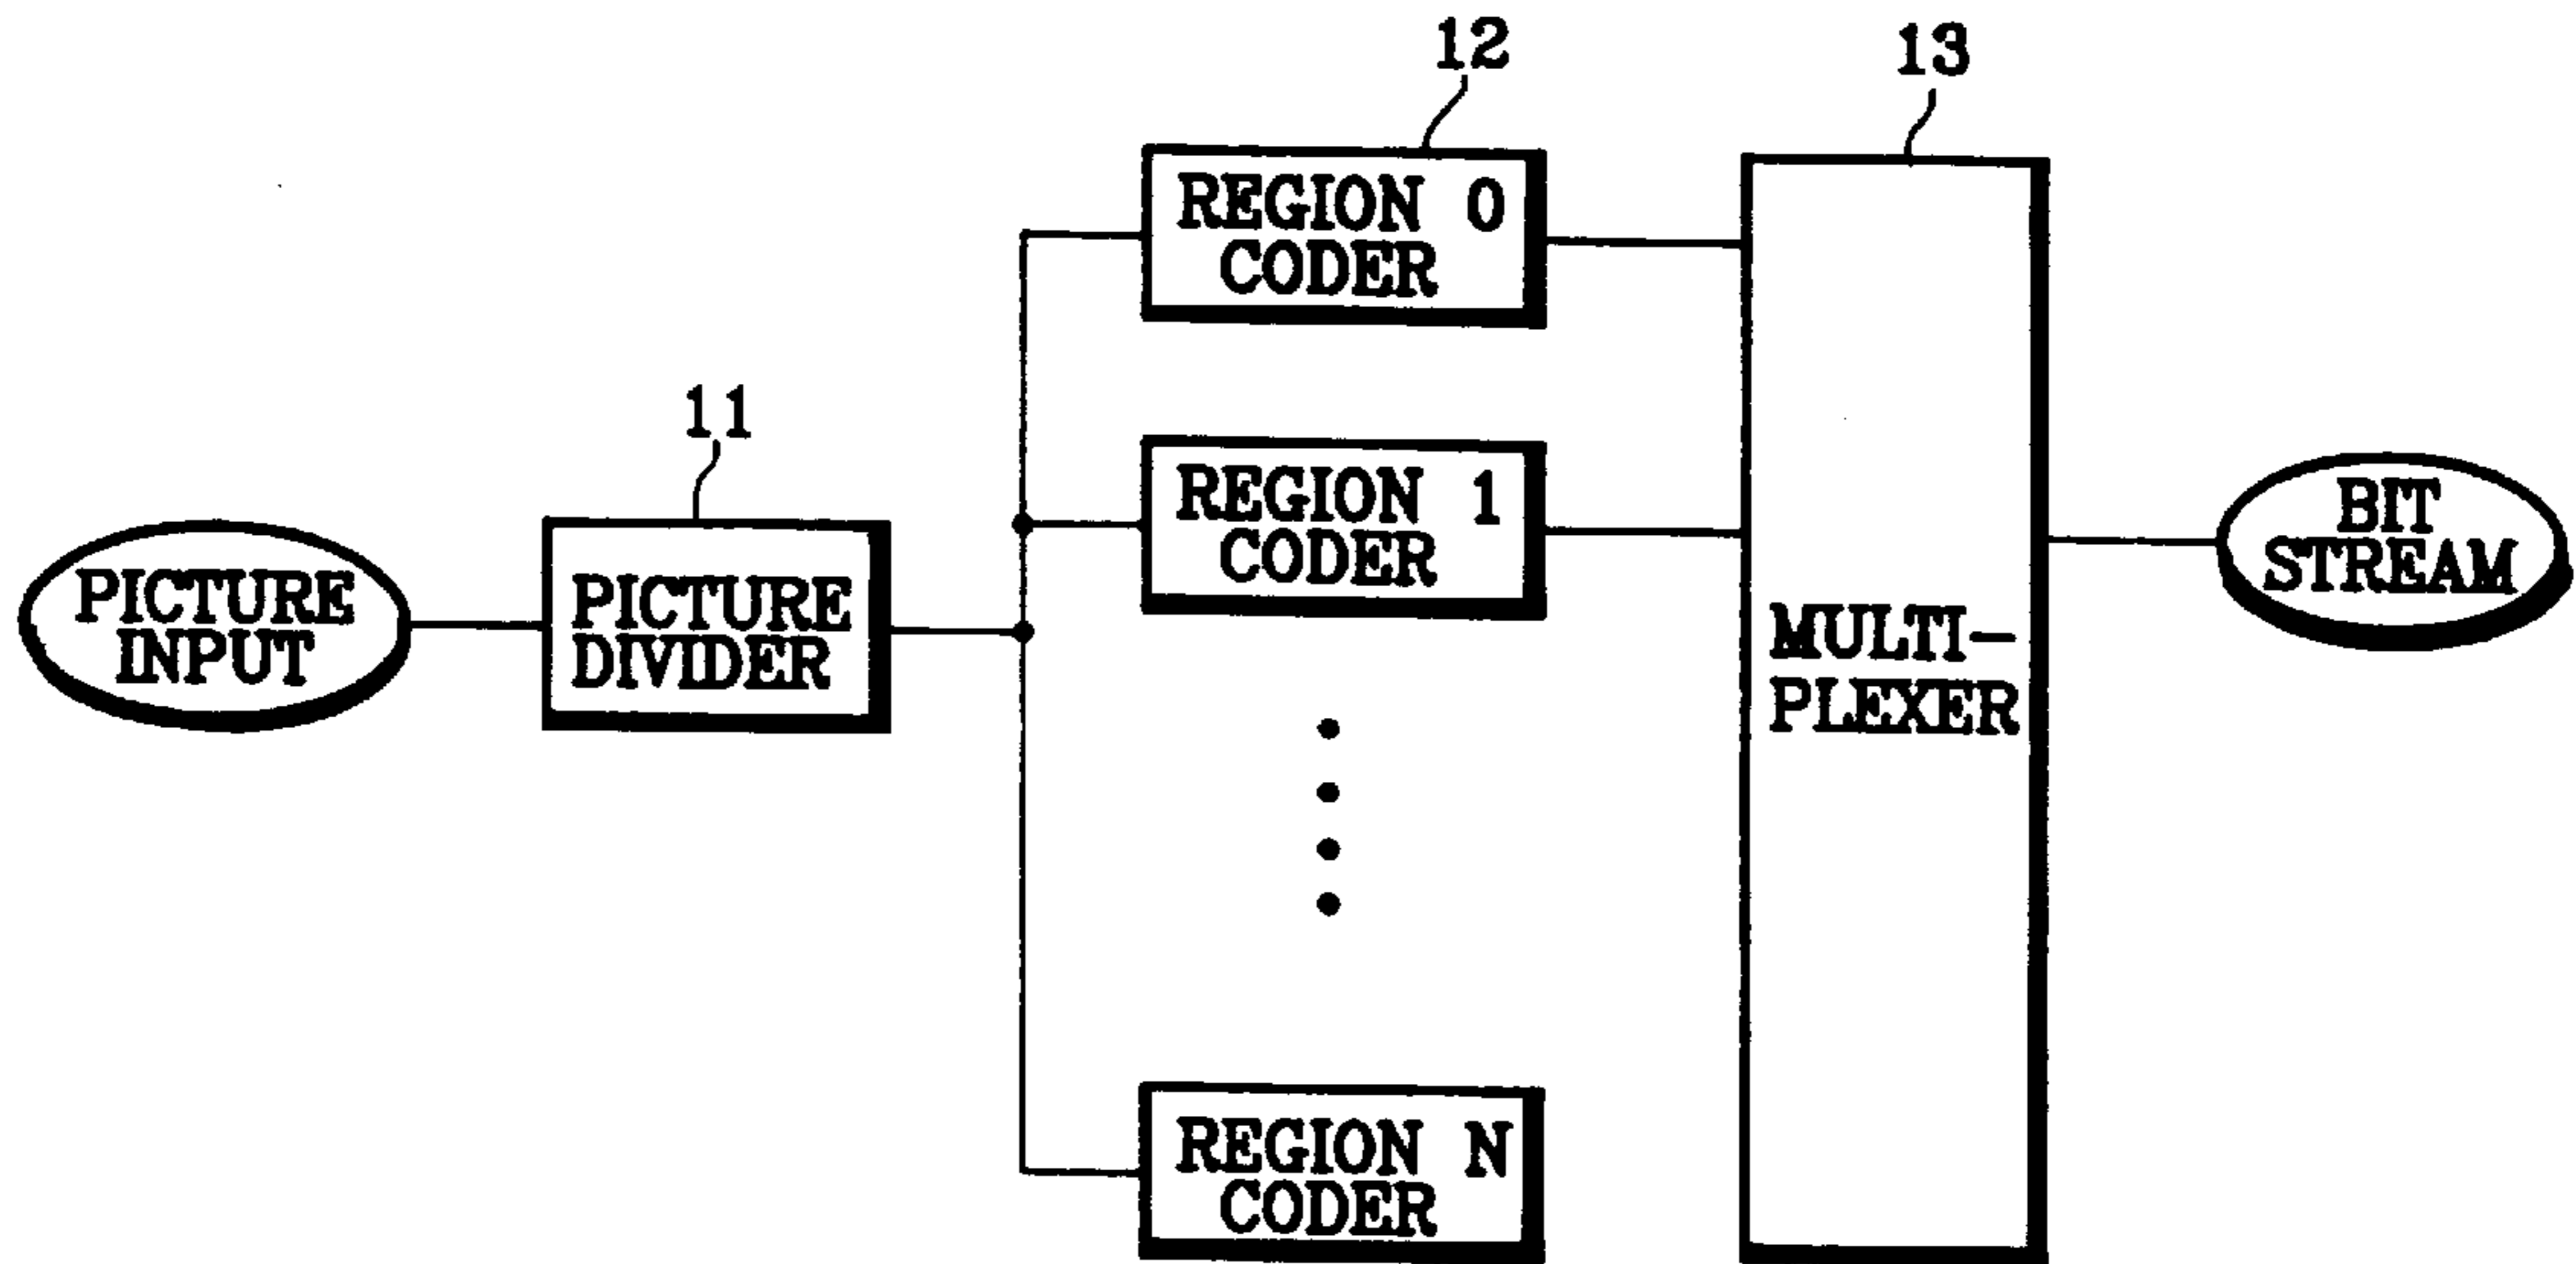 12
13
11
REGION 0
CODER
REGION 1
CODER
REGION N
CODER
PICTURE
INPUT
PICTURE
DIVIDER
MULTI-
PLEXER
BIT
STREAM